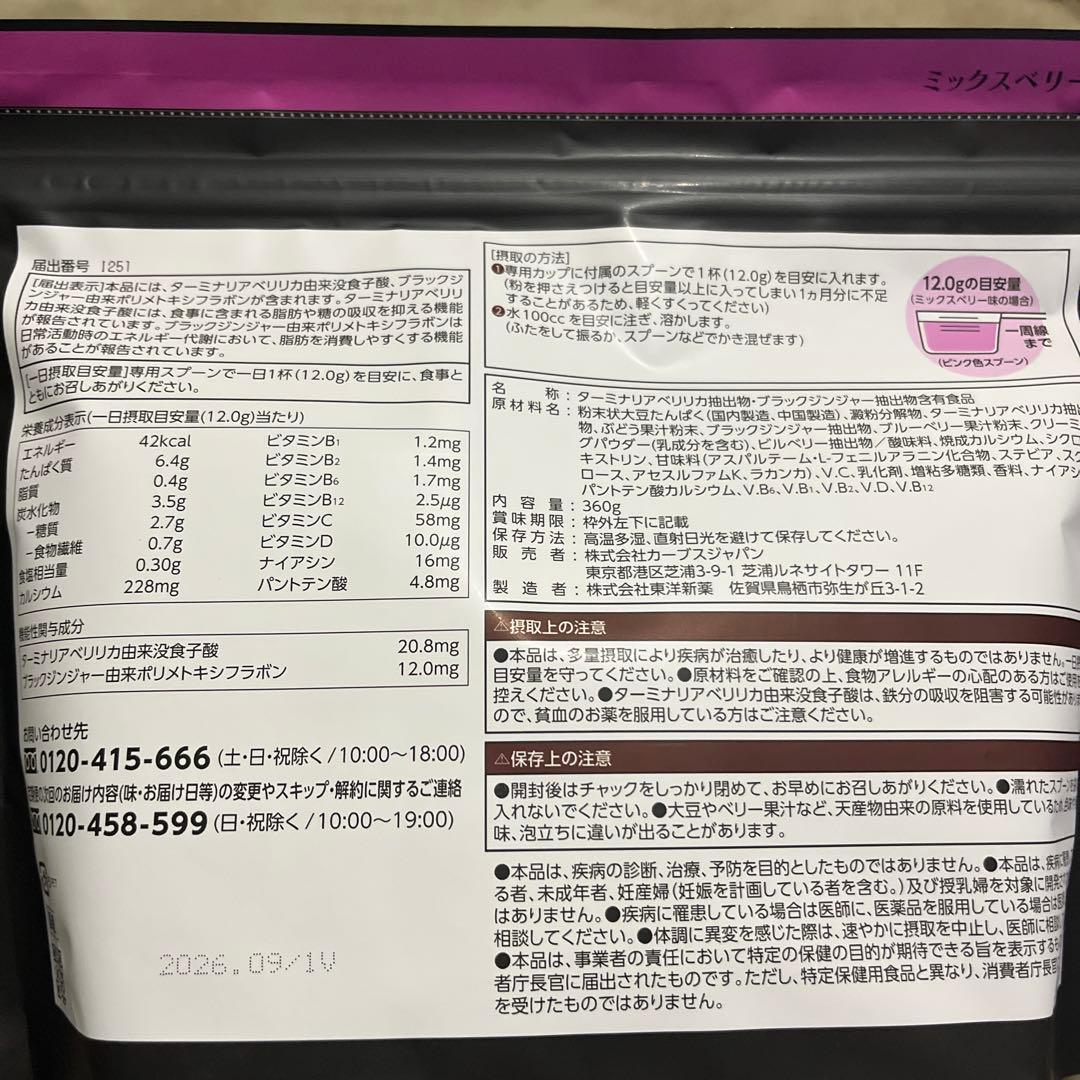 ミックスベリー
届出番号 I251
[届出表示]本品には、ターミナリアベリリカ由来没食子酸、ブラックジ
ンジャー由来ポリメトキシフラボンが含まれます。ターミナリアベリリ
カ由来没食子酸には、食事に含まれる脂肪や糖の吸収を抑える機能
が報告されています。ブラックジンジャー由来ポリメトキシフラボンは
日常活動時のエネルギー代謝において、脂肪を消費しやすくする機能
があることが報告されています。
[一日摂取目安量]専用スプーンで一日1杯(12.0g)を目安に、食事と
ともにお召しあがりください。
栄養成分表示(一日摂取目安量(12.0g)当たり)
エネルギー 42kcal ビタミンB1 1.2mg
たんぱく質 6.4g ビタミンB2 1.4mg
脂質 0.4g ビタミンB6 1.7mg
炭水化物 3.5g ビタミンB12 2.5μg
−糖質 2.7g ビタミンC 58mg
−食物繊維 0.7g ビタミンD 10.0μg
食塩相当量 0.30g ナイアシン 16mg
カルシウム 228mg パントテン酸 4.8mg
機能性関与成分
ターミナリアベリリカ由来没食子酸 20.8mg
ブラックジンジャー由来ポリメトキシフラボン 12.0mg
お問い合わせ先
0120-415-666 (土・日・祝除く/10:00〜18:00)
次回のお届け内容(味・お届け日等)の変更やスキップ・解約に関するご連絡
0120-458-599 (日・祝除く/10:00〜19:00)
2026.09/1V
[摂取の方法]
❶専用カップに付属のスプーンで1杯(12.0g)を目安に入れます。
(粉を押さえつけると目安量以上に入ってしまい1ヵ月分に不足
することがあるため、軽くすくってください)
❷水100ccを目安に注ぎ、溶かします。
(ふたをして振るか、スプーンなどでかき混ぜます)
12.0gの目安量
(ミックスベリー味の場合)
一周線
まで
(ピンク色スプーン)
名称：ターミナリアベリリカ抽出物・ブラックジンジャー抽出物含有食品
原材料名：粉末状大豆たんぱく(国内製造、中国製造)、澱粉分解物、ターミナリアベリリカ抽出
物、ぶどう果汁粉末、ブラックジンジャー抽出物、ブルーベリー果汁粉末、クリーミン
グパウダー(乳成分を含む)、ビルベリー抽出物／酸味料、焼成カルシウム、シクロ
キストリン、甘味料(アスパルテーム・L-フェニルアラニン化合物、ステビア、スク
ロース、アセスルファムK、ラカンカ)、V.C、乳化剤、増粘多糖類、香料、ナイアシ
パントテン酸カルシウム、V.B6、V.B1、V.B2、V.D、V.B12
内容量：360g
賞味期限：枠外左下に記載
保存方法：高温多湿、直射日光を避けて保存してください。
販売者：株式会社カーブスジャパン
東京都港区芝浦3-9-1 芝浦ルネサイトタワー 11F
製造者：株式会社東洋新薬 佐賀県鳥栖市弥生が丘3-1-2
⚠摂取上の注意
●本品は、多量摂取により疾病が治癒したり、より健康が増進するものではありません。一日摂
目安量を守ってください。●原材料をご確認の上、食物アレルギーの心配のある方はご使用を
控えください。●ターミナリアベリリカ由来没食子酸は、鉄分の吸収を阻害する可能性があります
ので、貧血のお薬を服用している方はご注意ください。
⚠保存上の注意
●開封後はチャックをしっかり閉めて、お早めにお召しあがりください。●濡れたスプーンを
入れないでください。●大豆やベリー果汁など、天産物由来の原料を使用しているため、
味、泡立ちに違いが出ることがあります。
●本品は、疾病の診断、治療、予防を目的としたものではありません。●本品は、疾病
る者、未成年者、妊産婦(妊娠を計画している者を含む。)及び授乳婦を対象に開発さ
はありません。●疾病に罹患している場合は医師に、医薬品を服用している場合は医
相談してください。●体調に異変を感じた際は、速やかに摂取を中止し、医師に相談
●本品は、事業者の責任において特定の保健の目的が期待できる旨を表示するも
者庁長官に届出されたものです。ただし、特定保健用食品と異なり、消費者庁長官
を受けたものではありません。